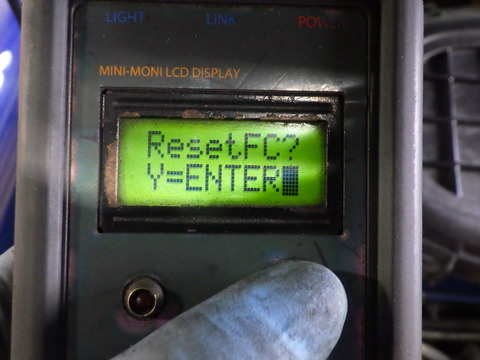 LIGHT LINK POWER
MINI-MONI LCD DISPLAY
ResetFC?
Y=ENTER